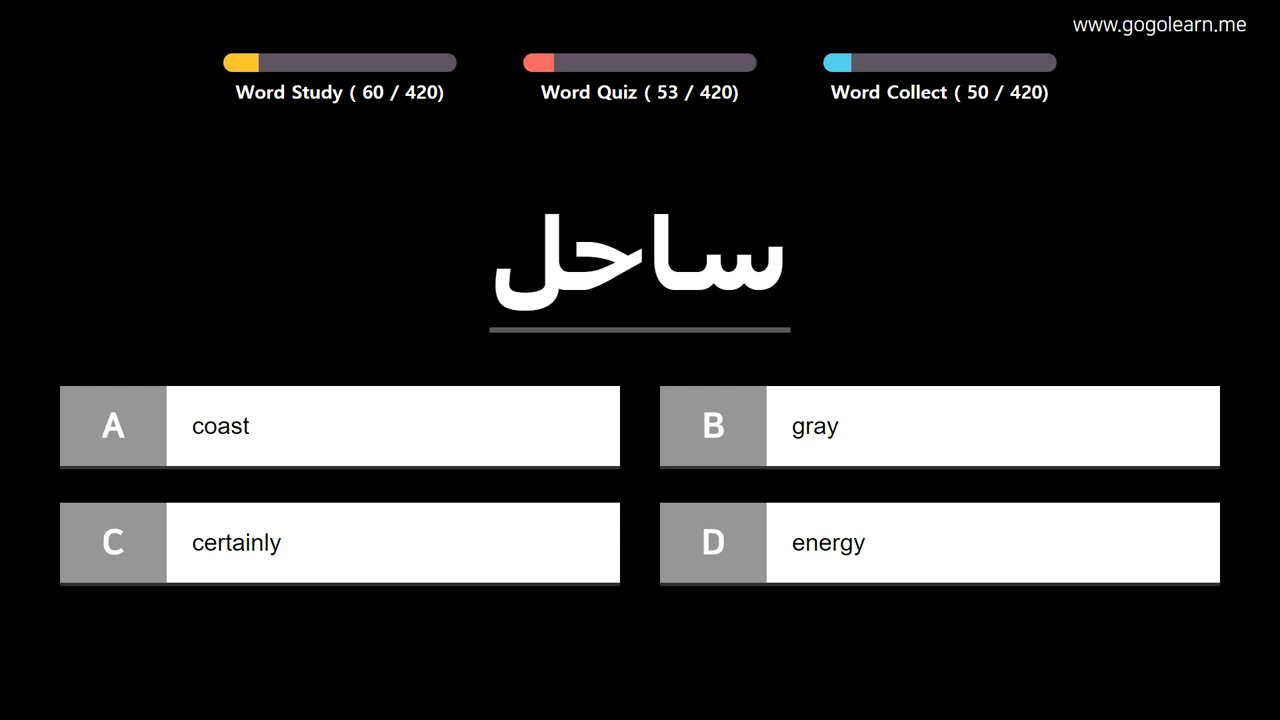 www.gogolearn.me
Word Study ( 60 / 420)
Word Quiz ( 53 / 420)
Word Collect ( 50 / 420)
ساحل
A coast
B gray
C certainly
D energy